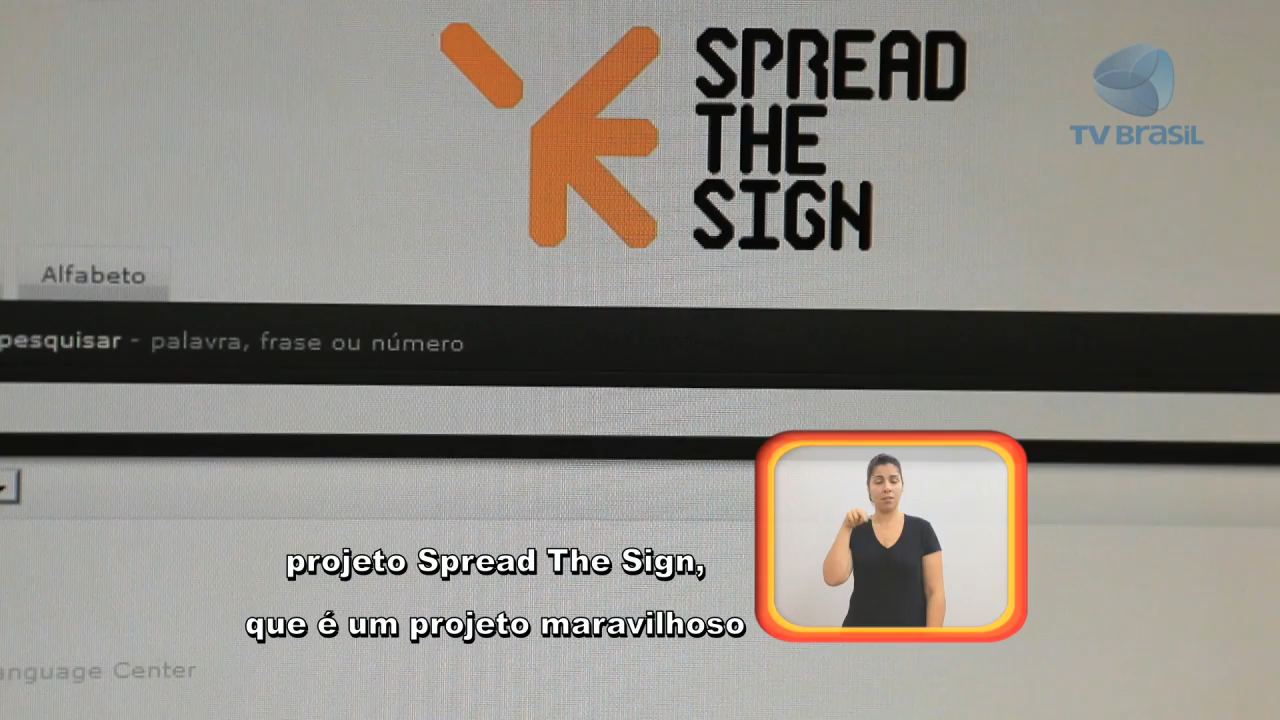 SPREAD
THE
SIGN
TV BRASIL
Alfabeto
pesquisar - palavra, frase ou número
projeto Spread The Sign,
que é um projeto maravilhoso
anguage Center